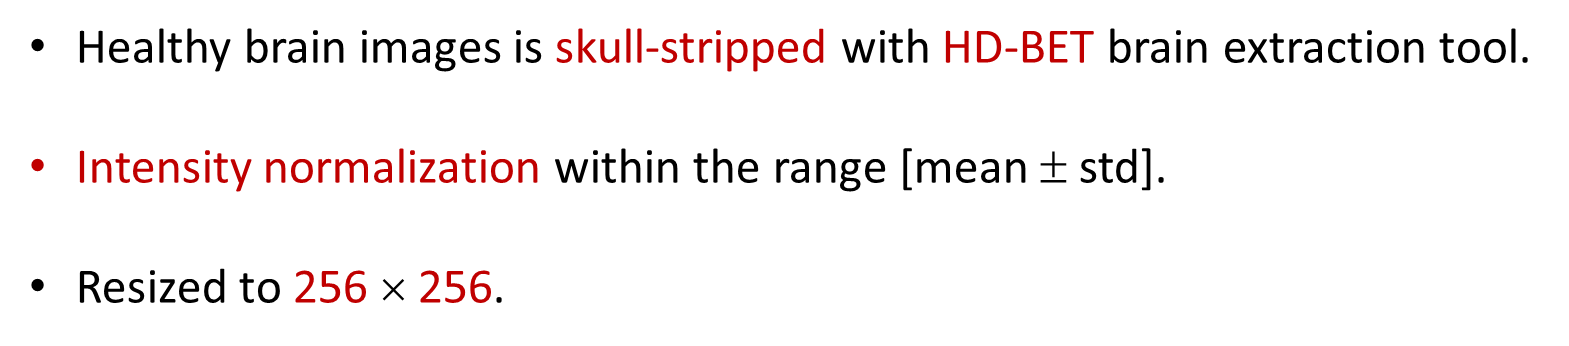 • Healthy brain images is skull-stripped with HD-BET brain extraction tool.
• Intensity normalization within the range [mean ± std].
• Resized to 256 × 256.